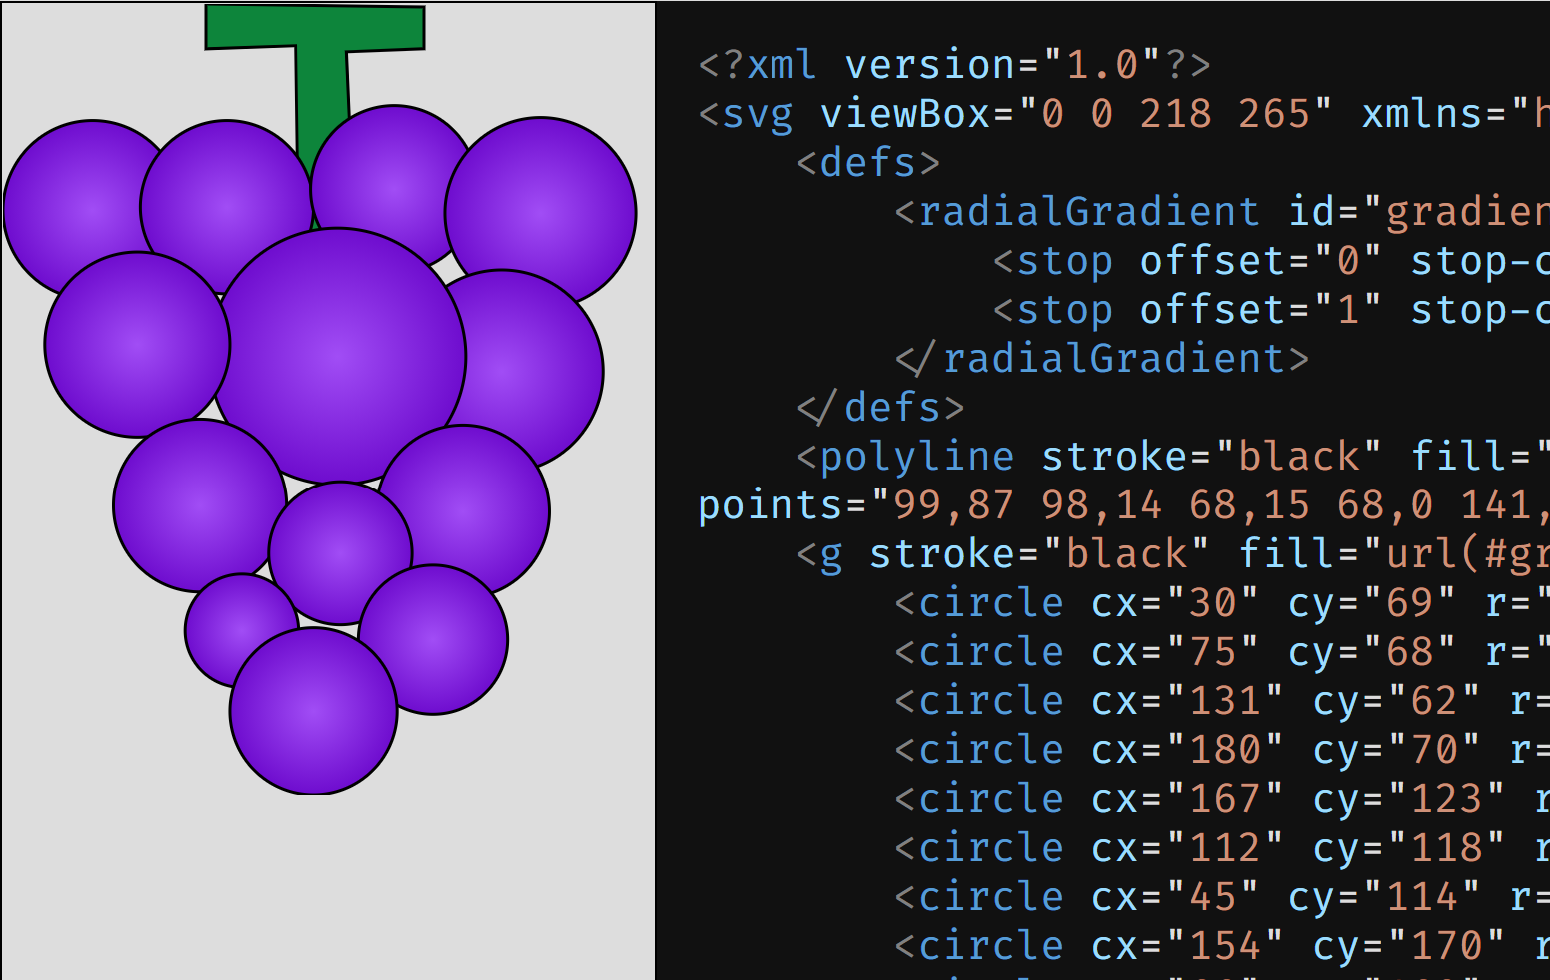 <?xml version="1.0"?>
<svg viewBox="0 0 218 265" xmlns="h
<defs>
<radialGradient id="gradien
<stop offset="0" stop-c
<stop offset="1" stop-c
</radialGradient>
</defs>
<polyline stroke="black" fill="
points="99,87 98,14 68,15 68,0 141,
<g stroke="black" fill="url(#gr
<circle cx="30" cy="69" r="
<circle cx="75" cy="68" r="
<circle cx="131" cy="62" r=
<circle cx="180" cy="70" r=
<circle cx="167" cy="123" r
<circle cx="112" cy="118" r
<circle cx="45" cy="114" r=
<circle cx="154" cy="170" r